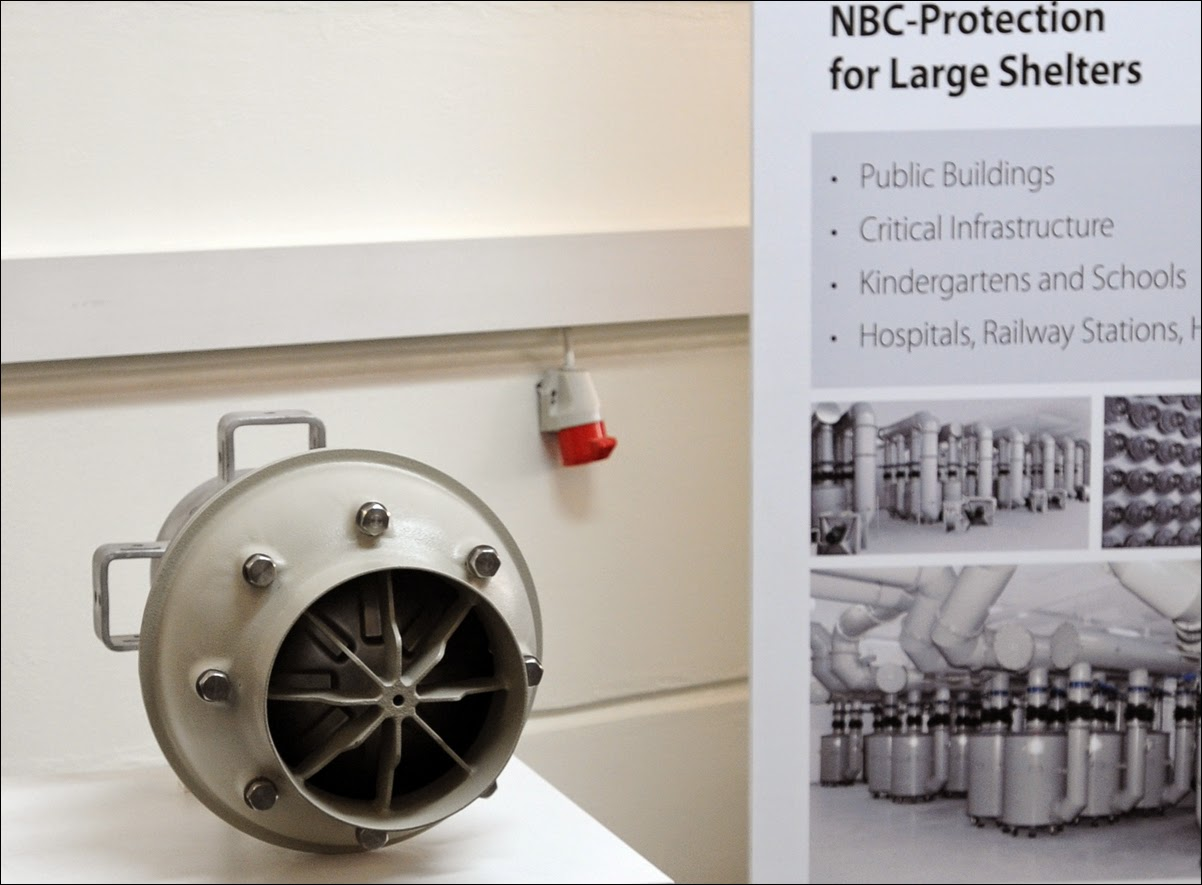 NBC-Protection
for Large Shelters
• Public Buildings
• Critical Infrastructure
• Kindergartens and Schools
• Hospitals, Railway Stations,